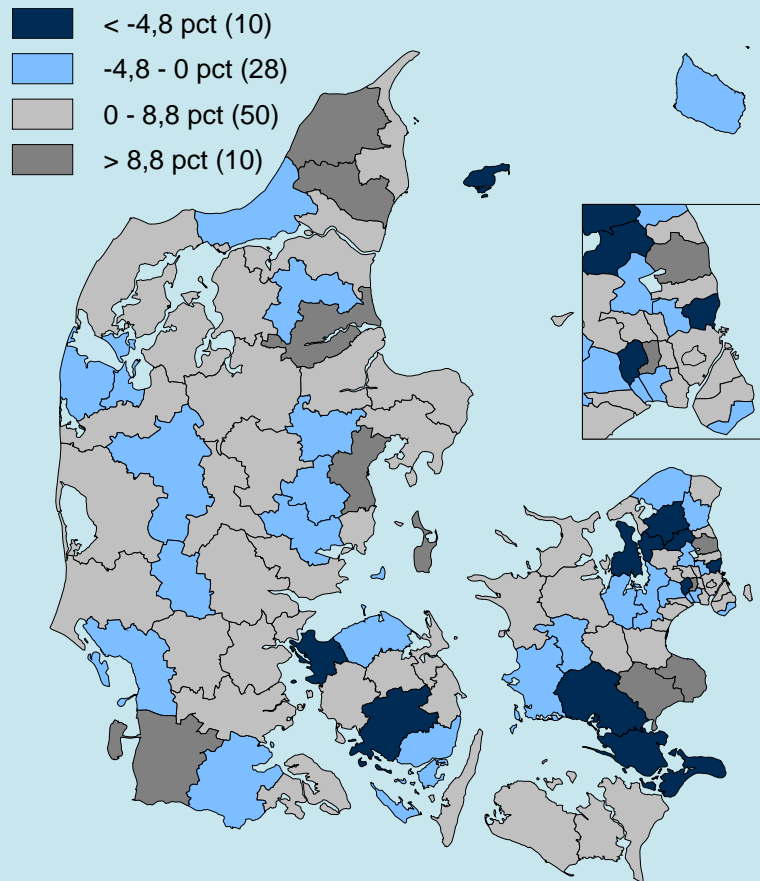 < -4,8 pct (10)
-4,8 - 0 pct (28)
0 - 8,8 pct (50)
> 8,8 pct (10)